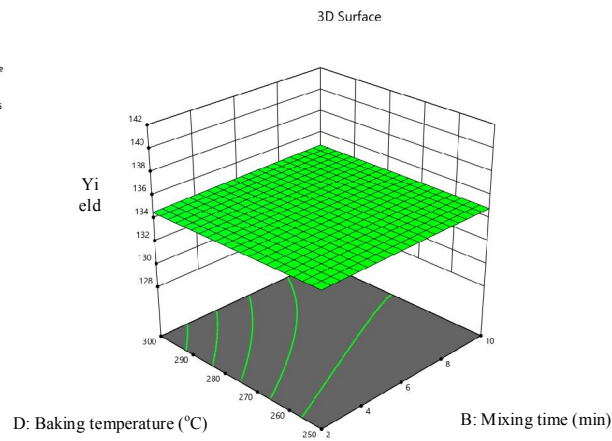 3D Surface
e
s
142
140
138
136
134
132
130
128
Yi
eld
300
290
280
270
260
250
2
4
6
8
10
D: Baking temperature (°C)
B: Mixing time (min)